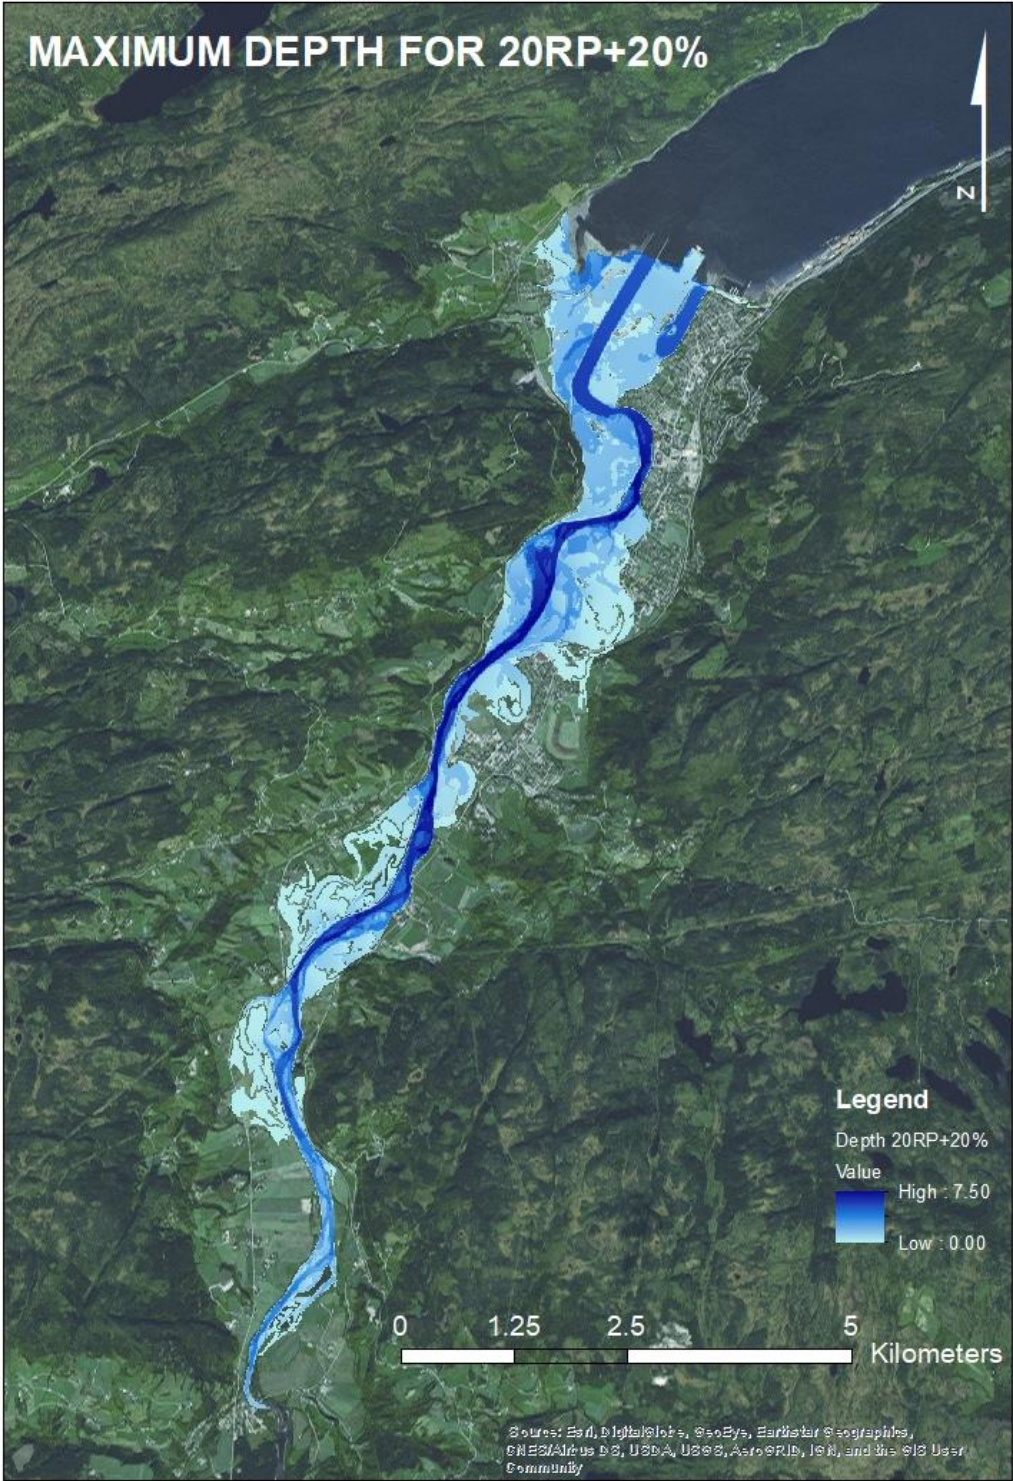 MAXIMUM DEPTH FOR 20RP+20%
N
Legend
Depth 20RP+20%
Value
High : 7.50
Low : 0.00
0 1.25 2.5 5
Kilometers
Source: Esri, DigitalGlobe, GeoEye, Earthstar Geographics,
CNES/Airbus DS, USDA, USGS, AeroGRID, IGN, and the GIS User
Community